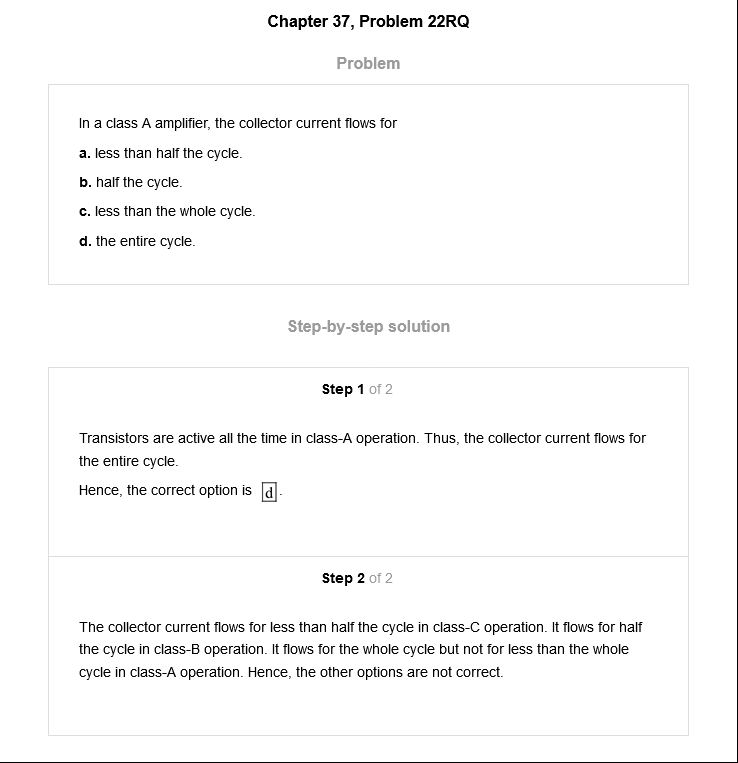 Chapter 37, Problem 22RQ
Problem
In a class A amplifier, the collector current flows for
a. less than half the cycle.
b. half the cycle.
c. less than the whole cycle.
d. the entire cycle.
Step-by-step solution
Step 1 of 2
Transistors are active all the time in class-A operation. Thus, the collector current flows for
the entire cycle.
Hence, the correct option is d.
Step 2 of 2
The collector current flows for less than half the cycle in class-C operation. It flows for half
the cycle in class-B operation. It flows for the whole cycle but not for less than the whole
cycle in class-A operation. Hence, the other options are not correct.